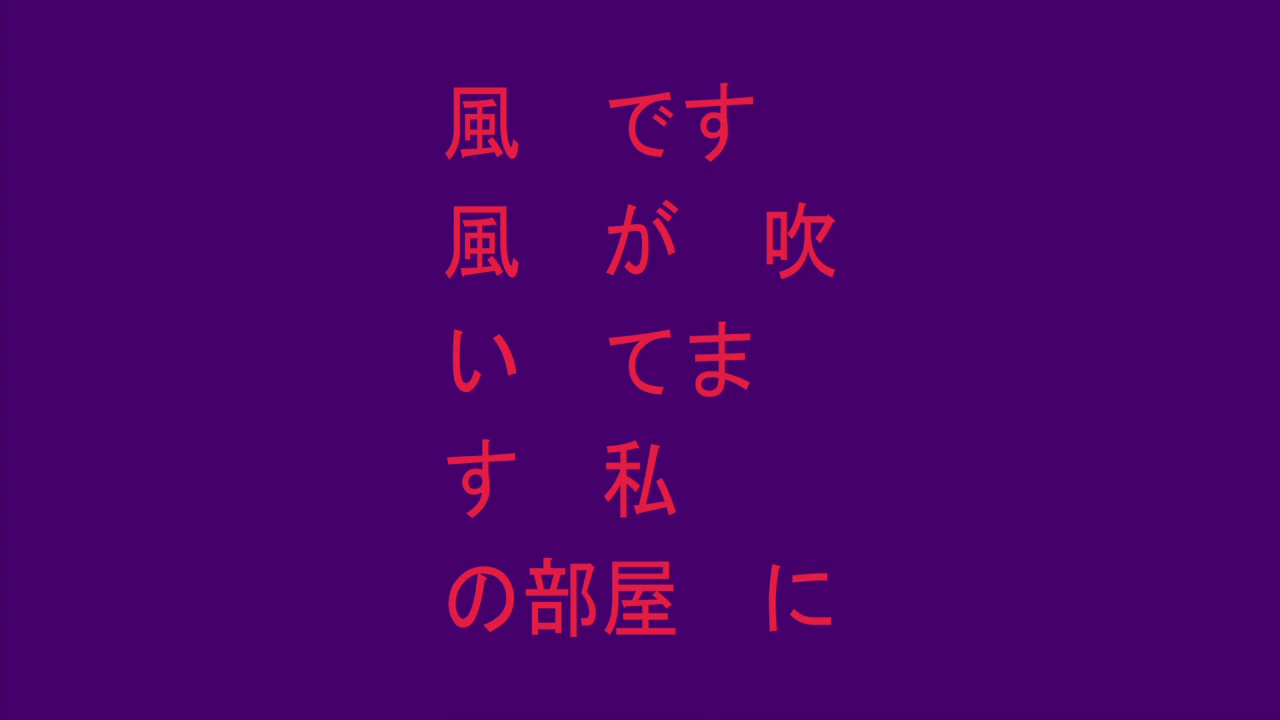 風　です
風　が　吹
い　てま
す　私
の部屋　に